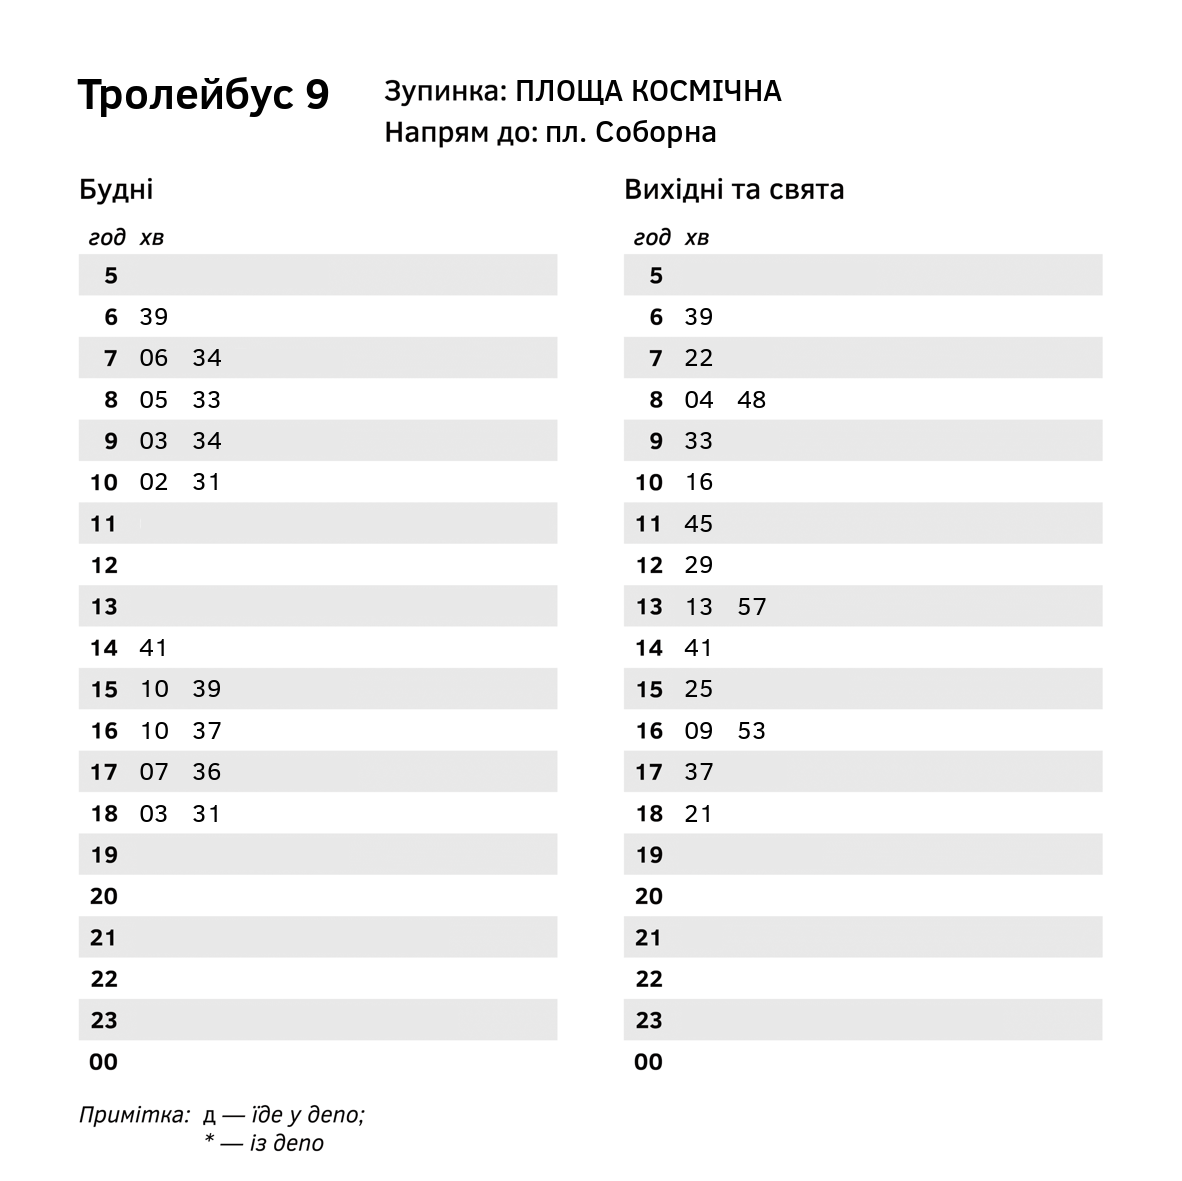 Тролейбус 9
Зупинка: ПЛОЩА КОСМІЧНА
Напрям до: пл. Соборна
Будні
год хв
5
6 39
7 06 34
8 05 33
9 03 34
10 02 31
11
12
13
14 41
15 10 39
16 10 37
17 07 36
18 03 31
19
20
21
22
23
00
Вихідні та свята
год хв
5
6 39
7 22
8 04 48
9 33
10 16
11 45
12 29
13 13 57
14 41
15 25
16 09 53
17 37
18 21
19
20
21
22
23
00
Примітка: д — їде у депо;
* — із депо